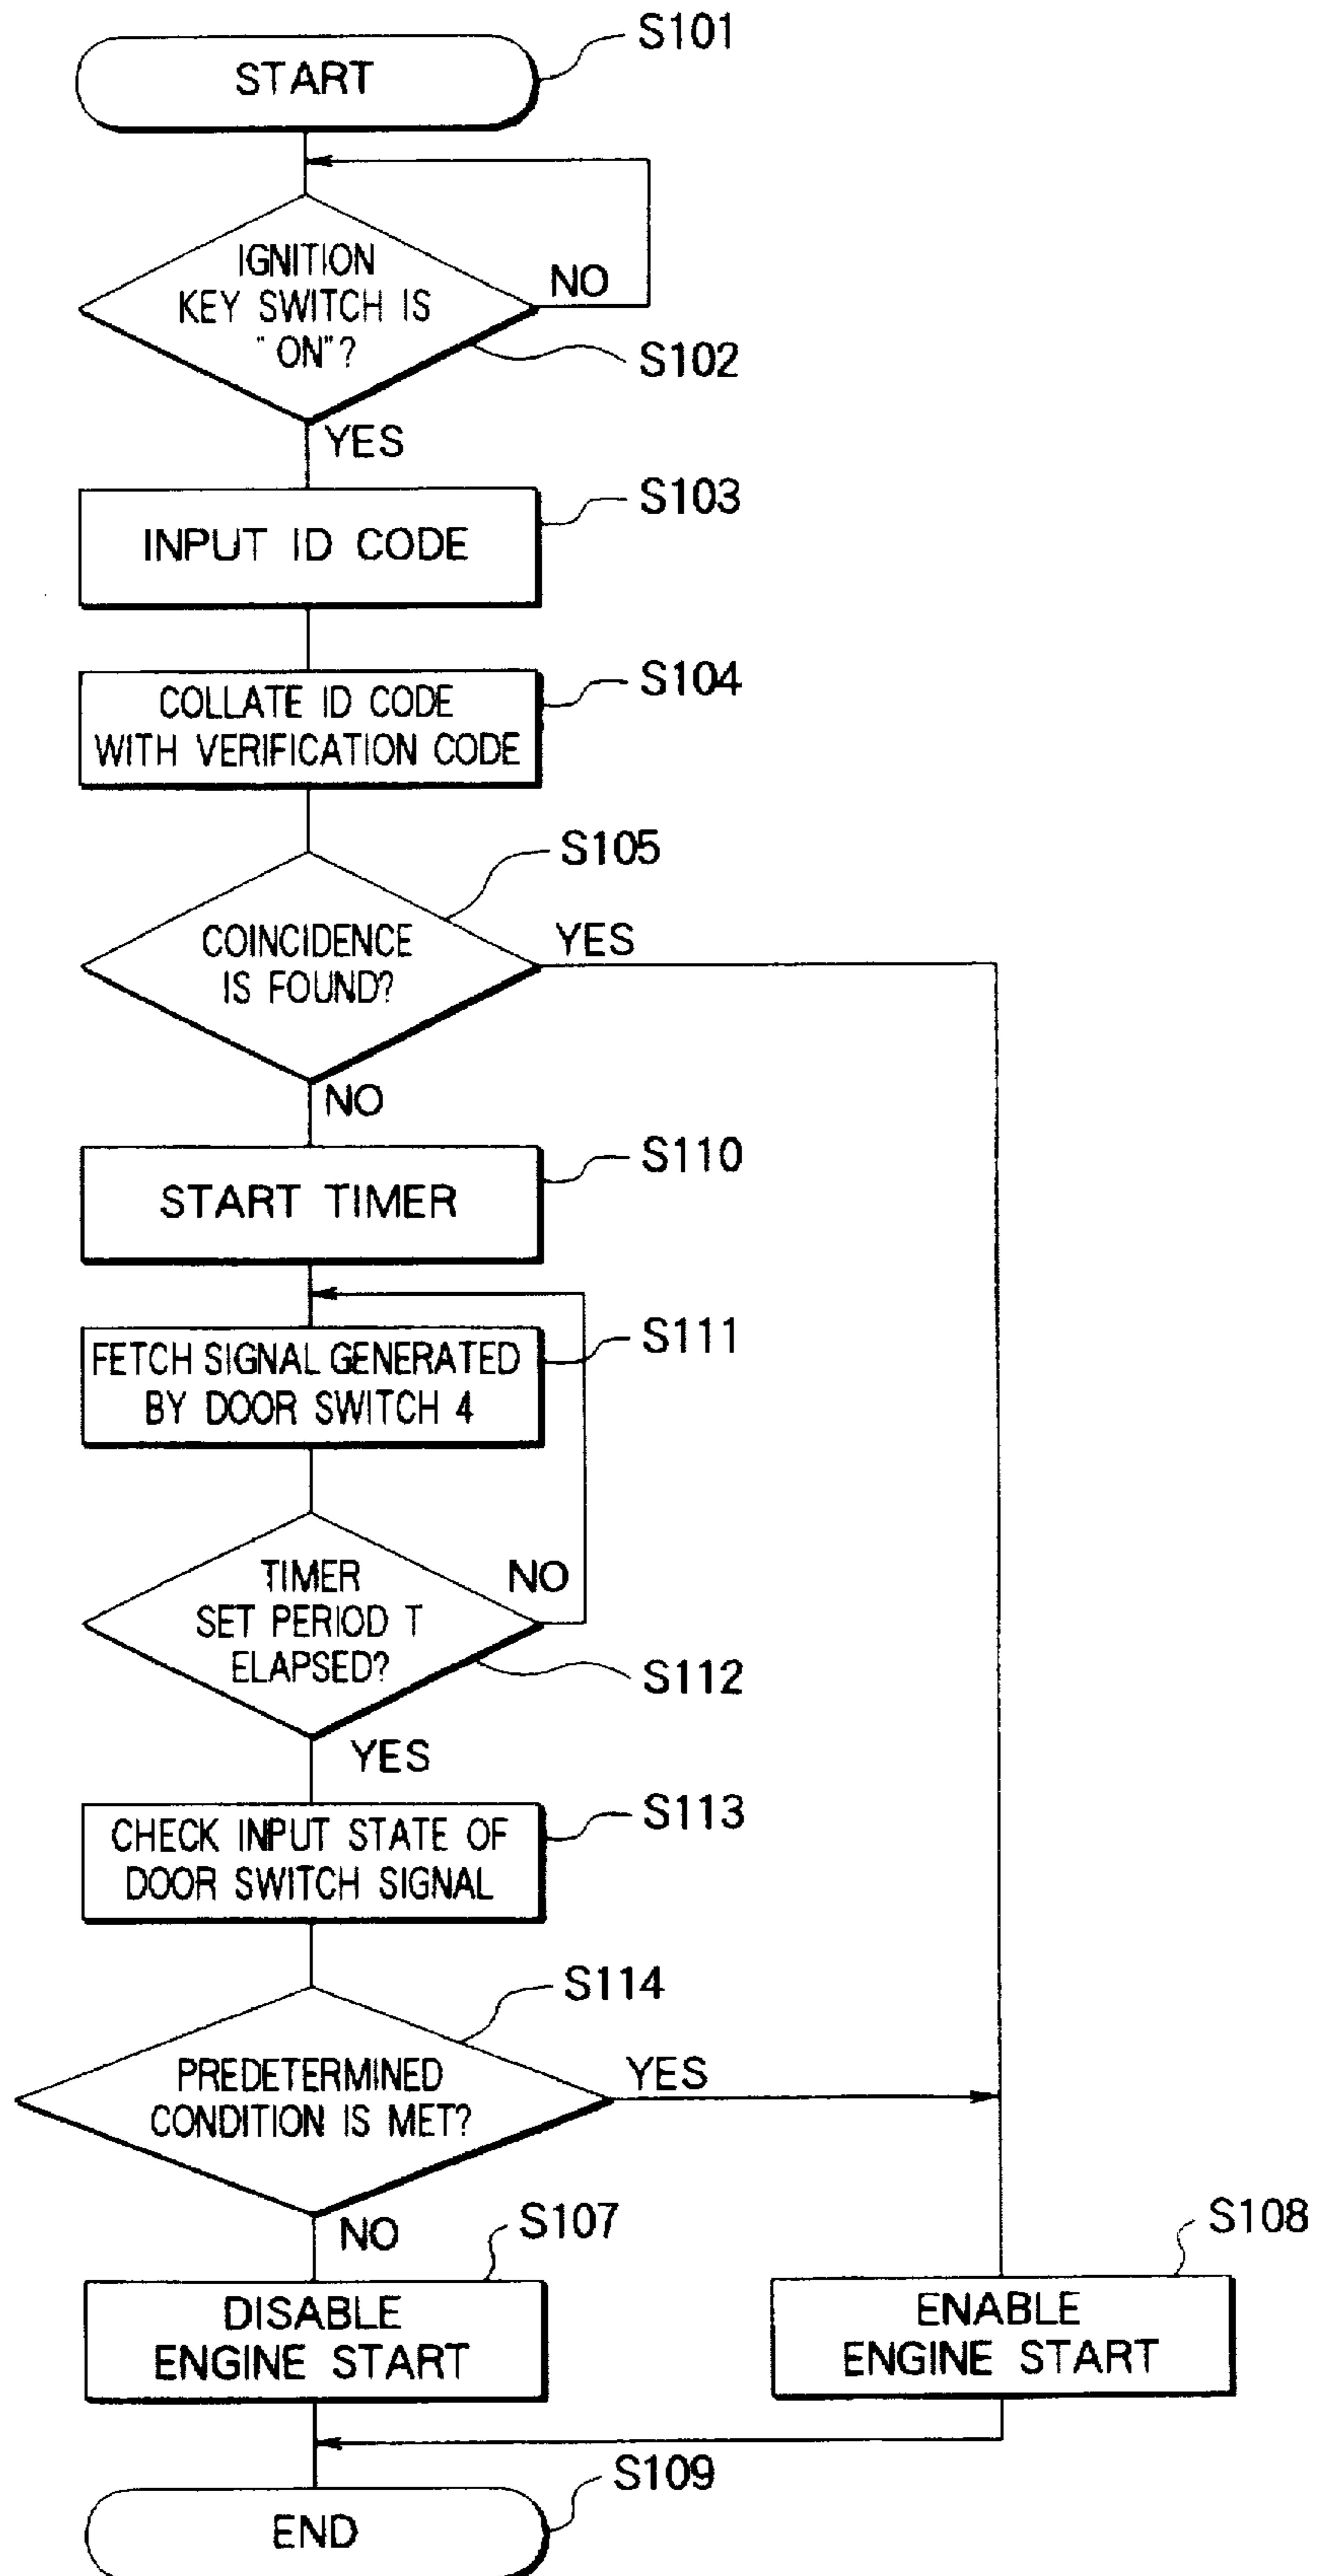 S101
START
IGNITION
KEY SWITCH IS
"ON"?
NO
S102
YES
S103
INPUT ID CODE
S104
COLLATE ID CODE
WITH VERIFICATION CODE
S105
COINCIDENCE
IS FOUND?
YES
NO
S110
START TIMER
S111
FETCH SIGNAL GENERATED
BY DOOR SWITCH 4
TIMER
SET PERIOD T
ELAPSED?
NO
S112
YES
S113
CHECK INPUT STATE OF
DOOR SWITCH SIGNAL
S114
PREDETERMINED
CONDITION IS MET?
YES
NO
S107
DISABLE
ENGINE START
S108
ENABLE
ENGINE START
S109
END